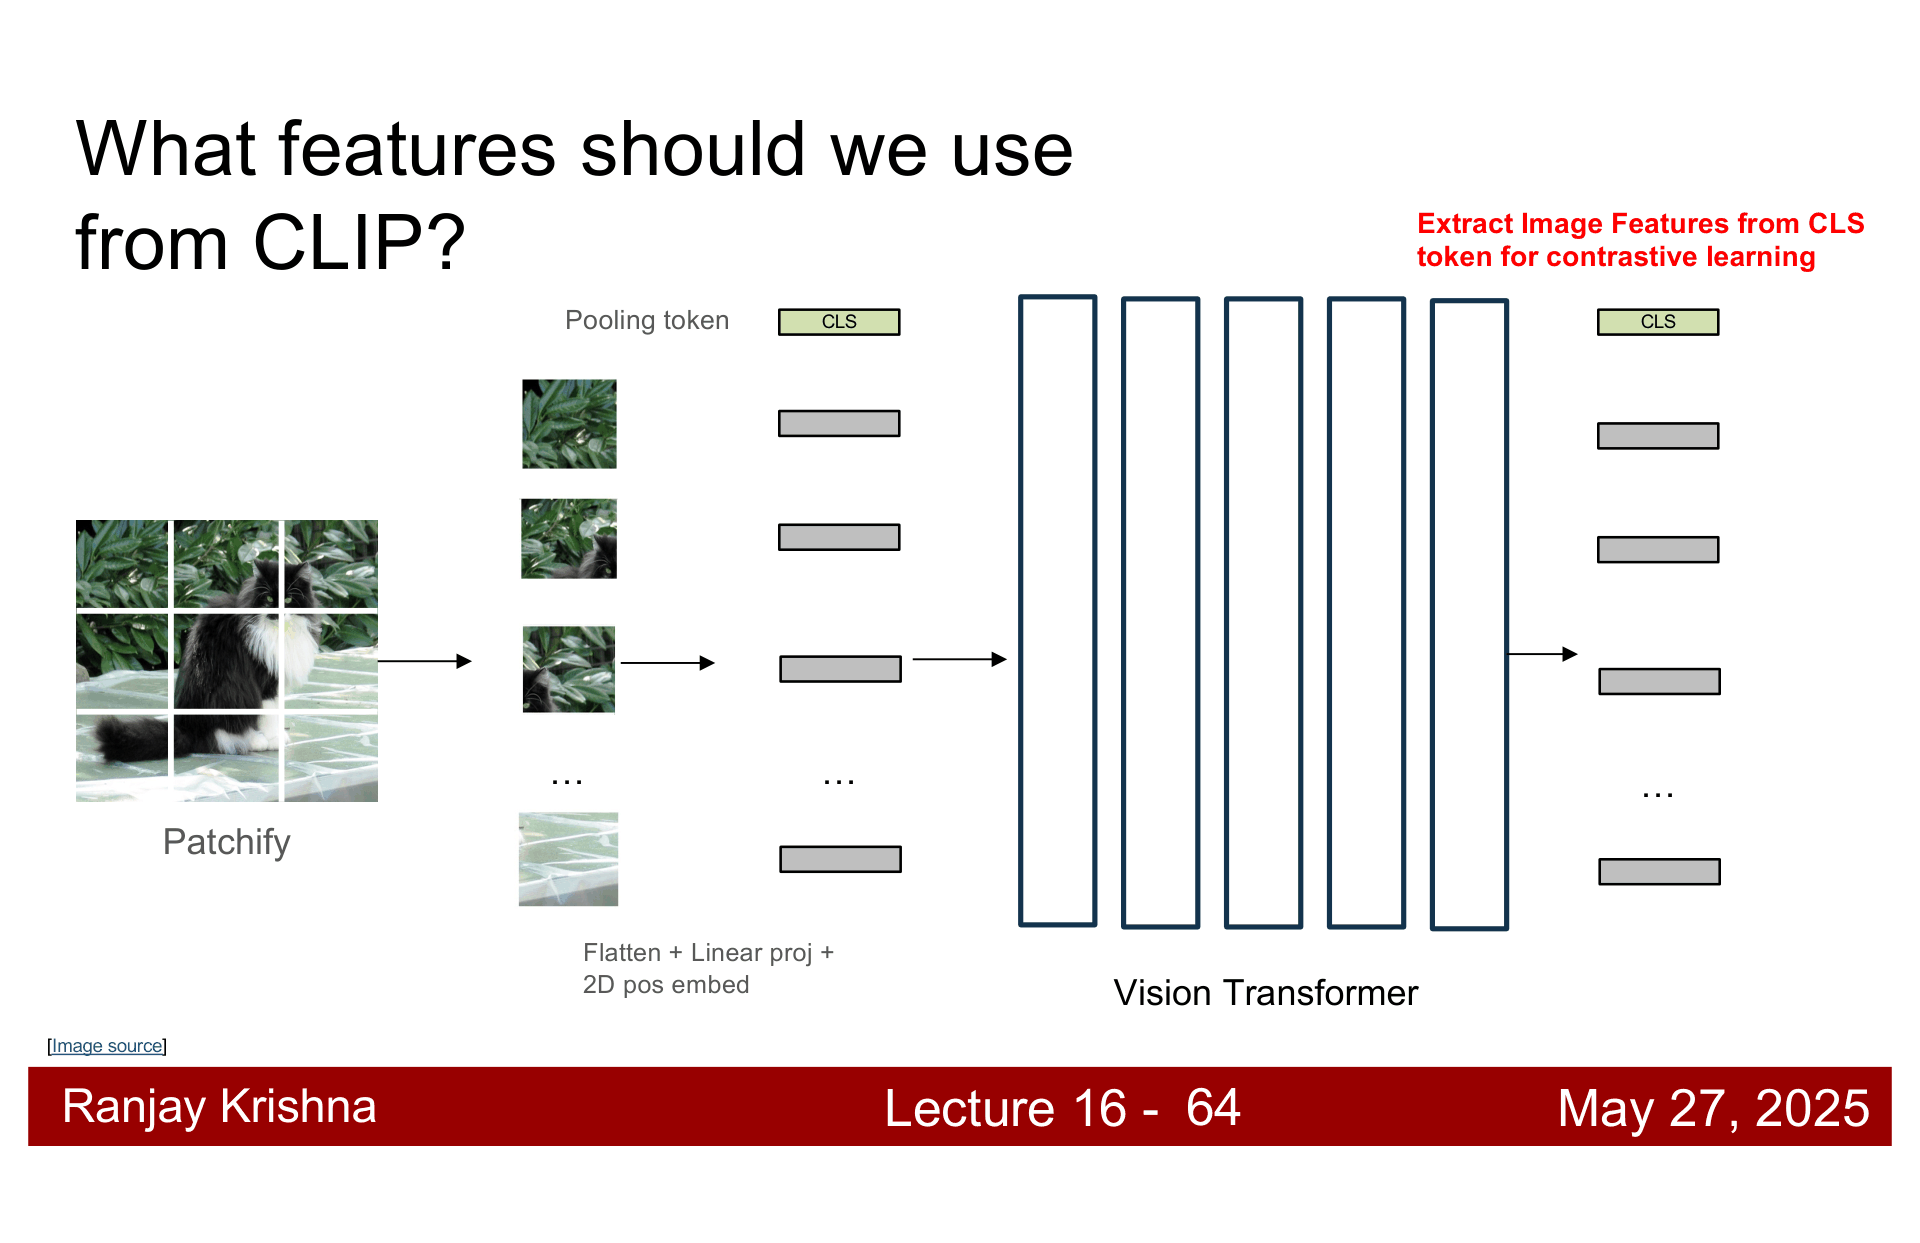 What features should we use
from CLIP?
Extract Image Features from CLS
token for contrastive learning
Pooling token
CLS
CLS
...
...
...
Patchify
Flatten + Linear proj +
2D pos embed
Vision Transformer
[Image source]
Ranjay Krishna
Lecture 16 - 64
May 27, 2025